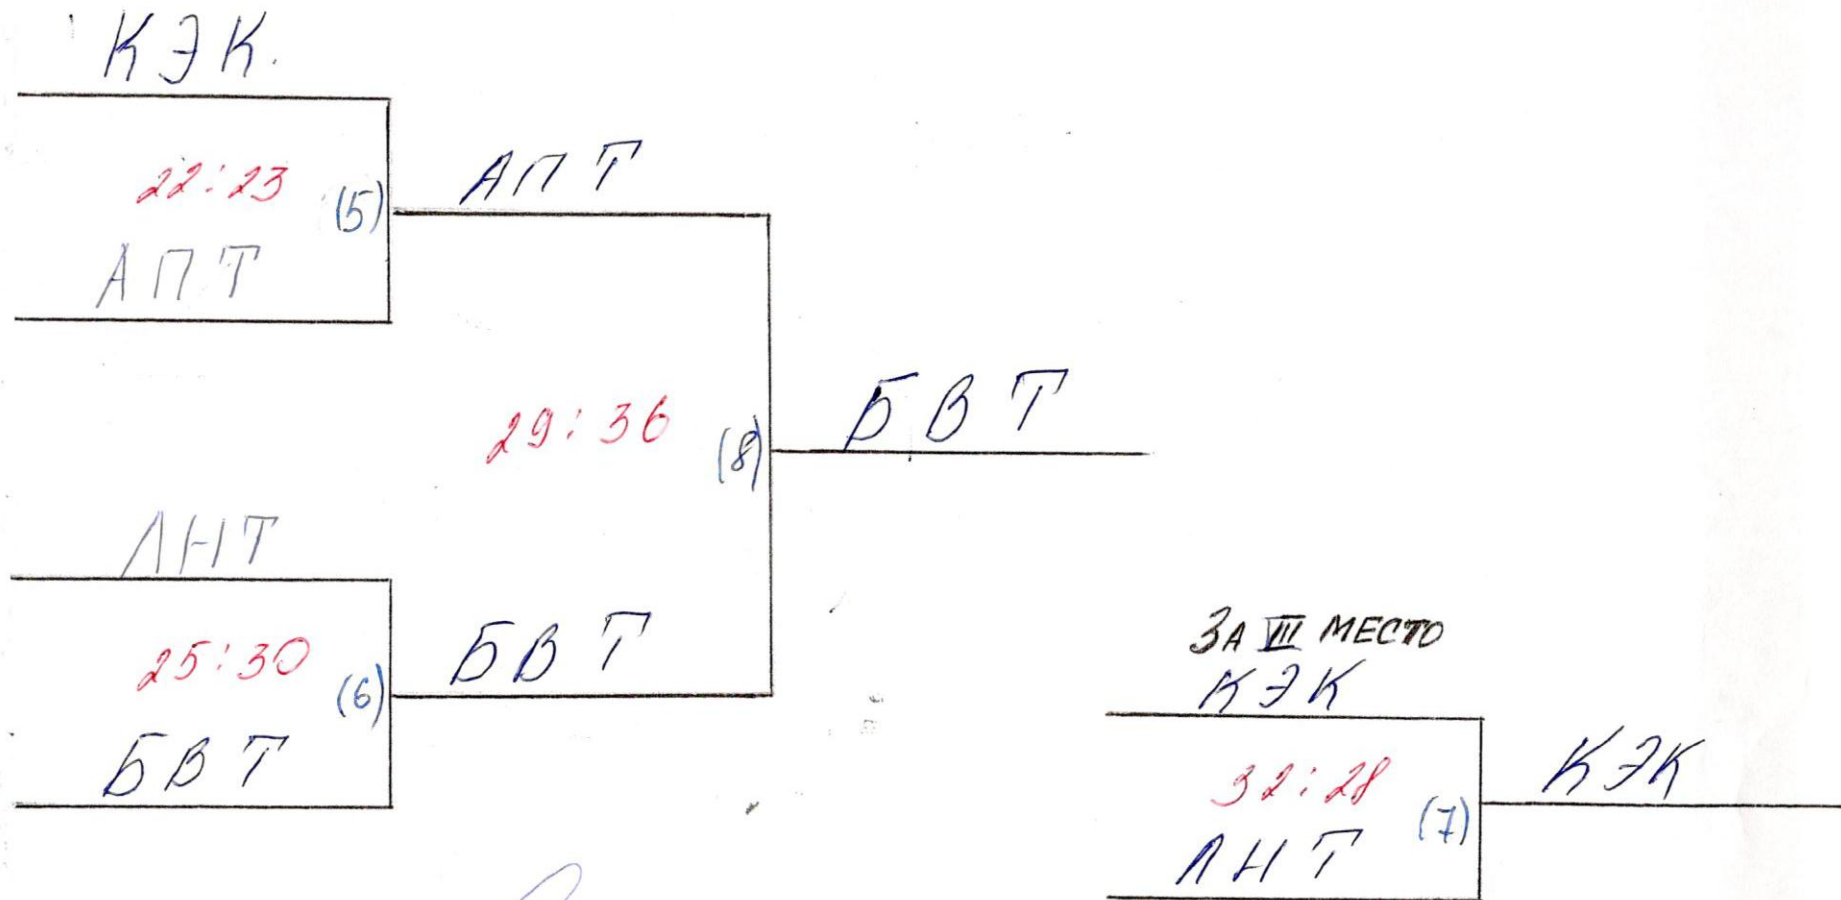 КЭК.
22:23
(5)
АПТ
АПТ
29:36
(8)
БВТ
ЛНТ
25:30
(6)
БВТ
БВТ
ЗА III МЕСТО
КЭК
32:28
(7)
ЛНТ
КЭК